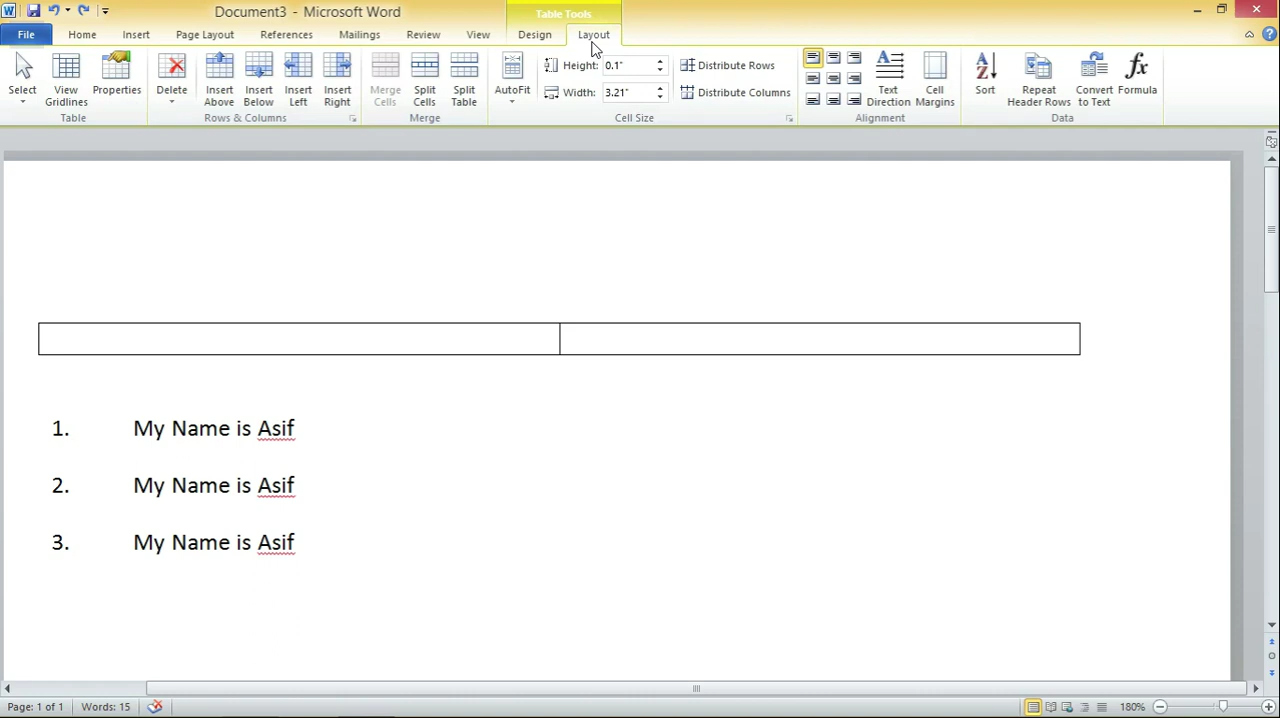 Document3 - Microsoft Word
Table Tools
File Home Insert Page Layout References Mailings Review View Design Layout
Select
View Gridlines
Properties
Table
Delete
Insert Above
Insert Below
Insert Left
Insert Right
Rows & Columns
Merge Cells
Split Cells
Split Table
Merge
AutoFit
Height: 0.1"
Width: 3.21"
Distribute Rows
Distribute Columns
Cell Size
Text Direction
Cell Margins
Alignment
Sort
Repeat Header Rows
Convert to Text
Formula
Data
1. My Name is Asif
2. My Name is Asif
3. My Name is Asif
Page: 1 of 1 Words: 15 180%